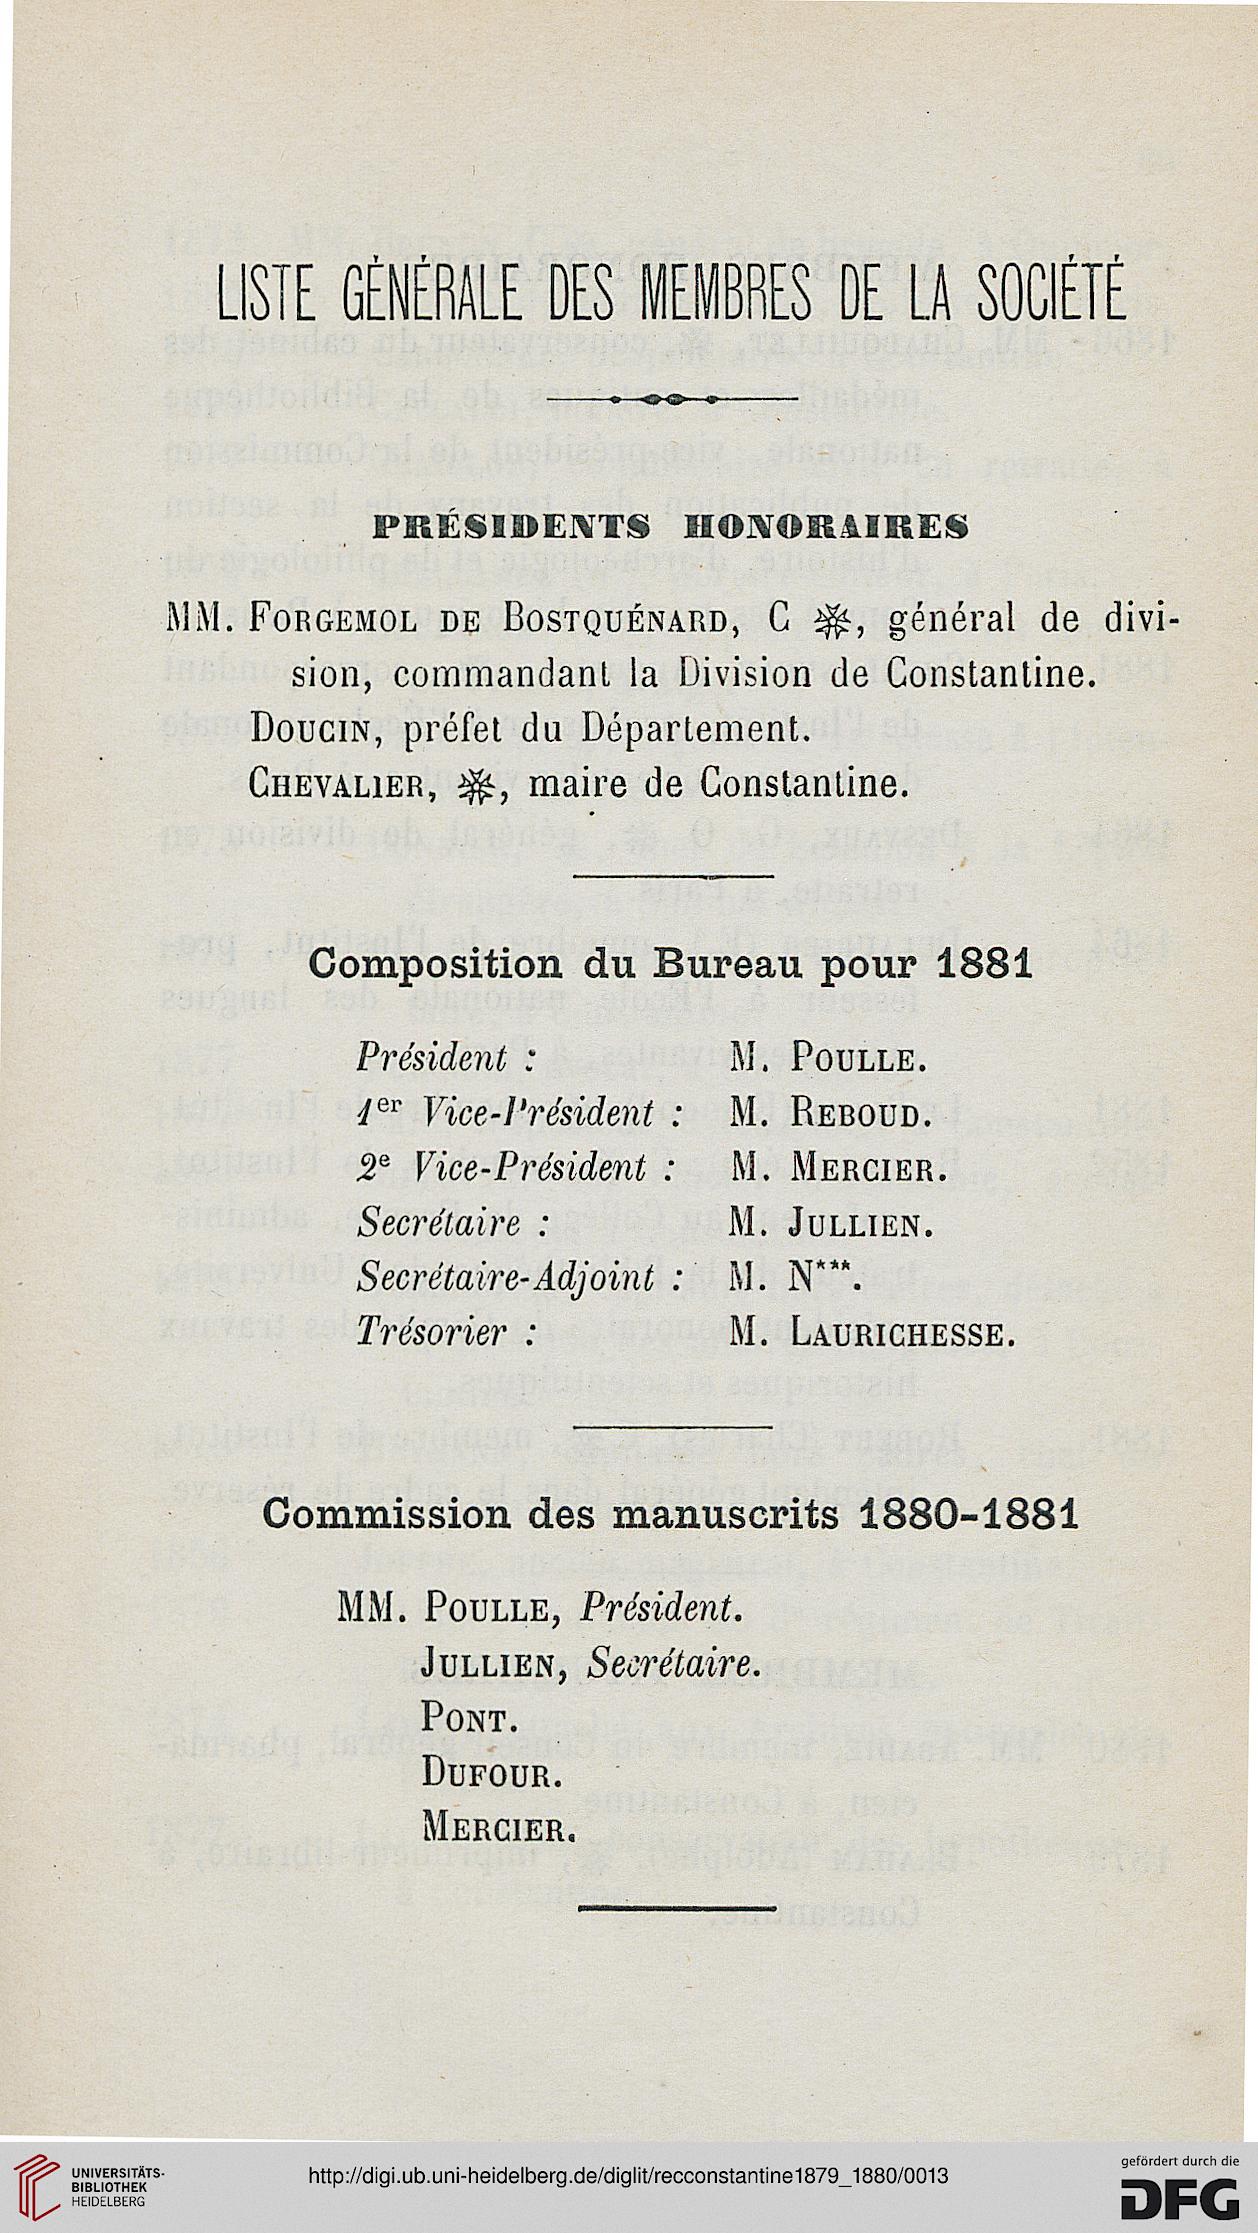 LISTE GÉNÉRALE DES MEMBRES DE LA SOCIÉTÉ
PRÉSIDENTS HONORAIRES
MM. FORGEMOL DE BOSTQUÉNARD, C ✻, général de divi-
sion, commandant la Division de Constantine.
DOUCIN, préfet du Département.
CHEVALIER, ✻, maire de Constantine.
Composition du Bureau pour 1881
Président : M. POULLE.
1er Vice-Président : M. REBOUD.
2e Vice-Président : M. MERCIER.
Secrétaire : M. JULLIEN.
Secrétaire-Adjoint : M. N***.
Trésorier : M. LAURICHESSE.
Commission des manuscrits 1880-1881
MM. POULLE, Président.
JULLIEN, Secrétaire.
PONT.
DUFOUR.
MERCIER.
UNIVERSITÄTS-
BIBLIOTHEK
HEIDELBERG
http://digi.ub.uni-heidelberg.de/diglit/recconstantine1879_1880/0013
gefördert durch die
DFG